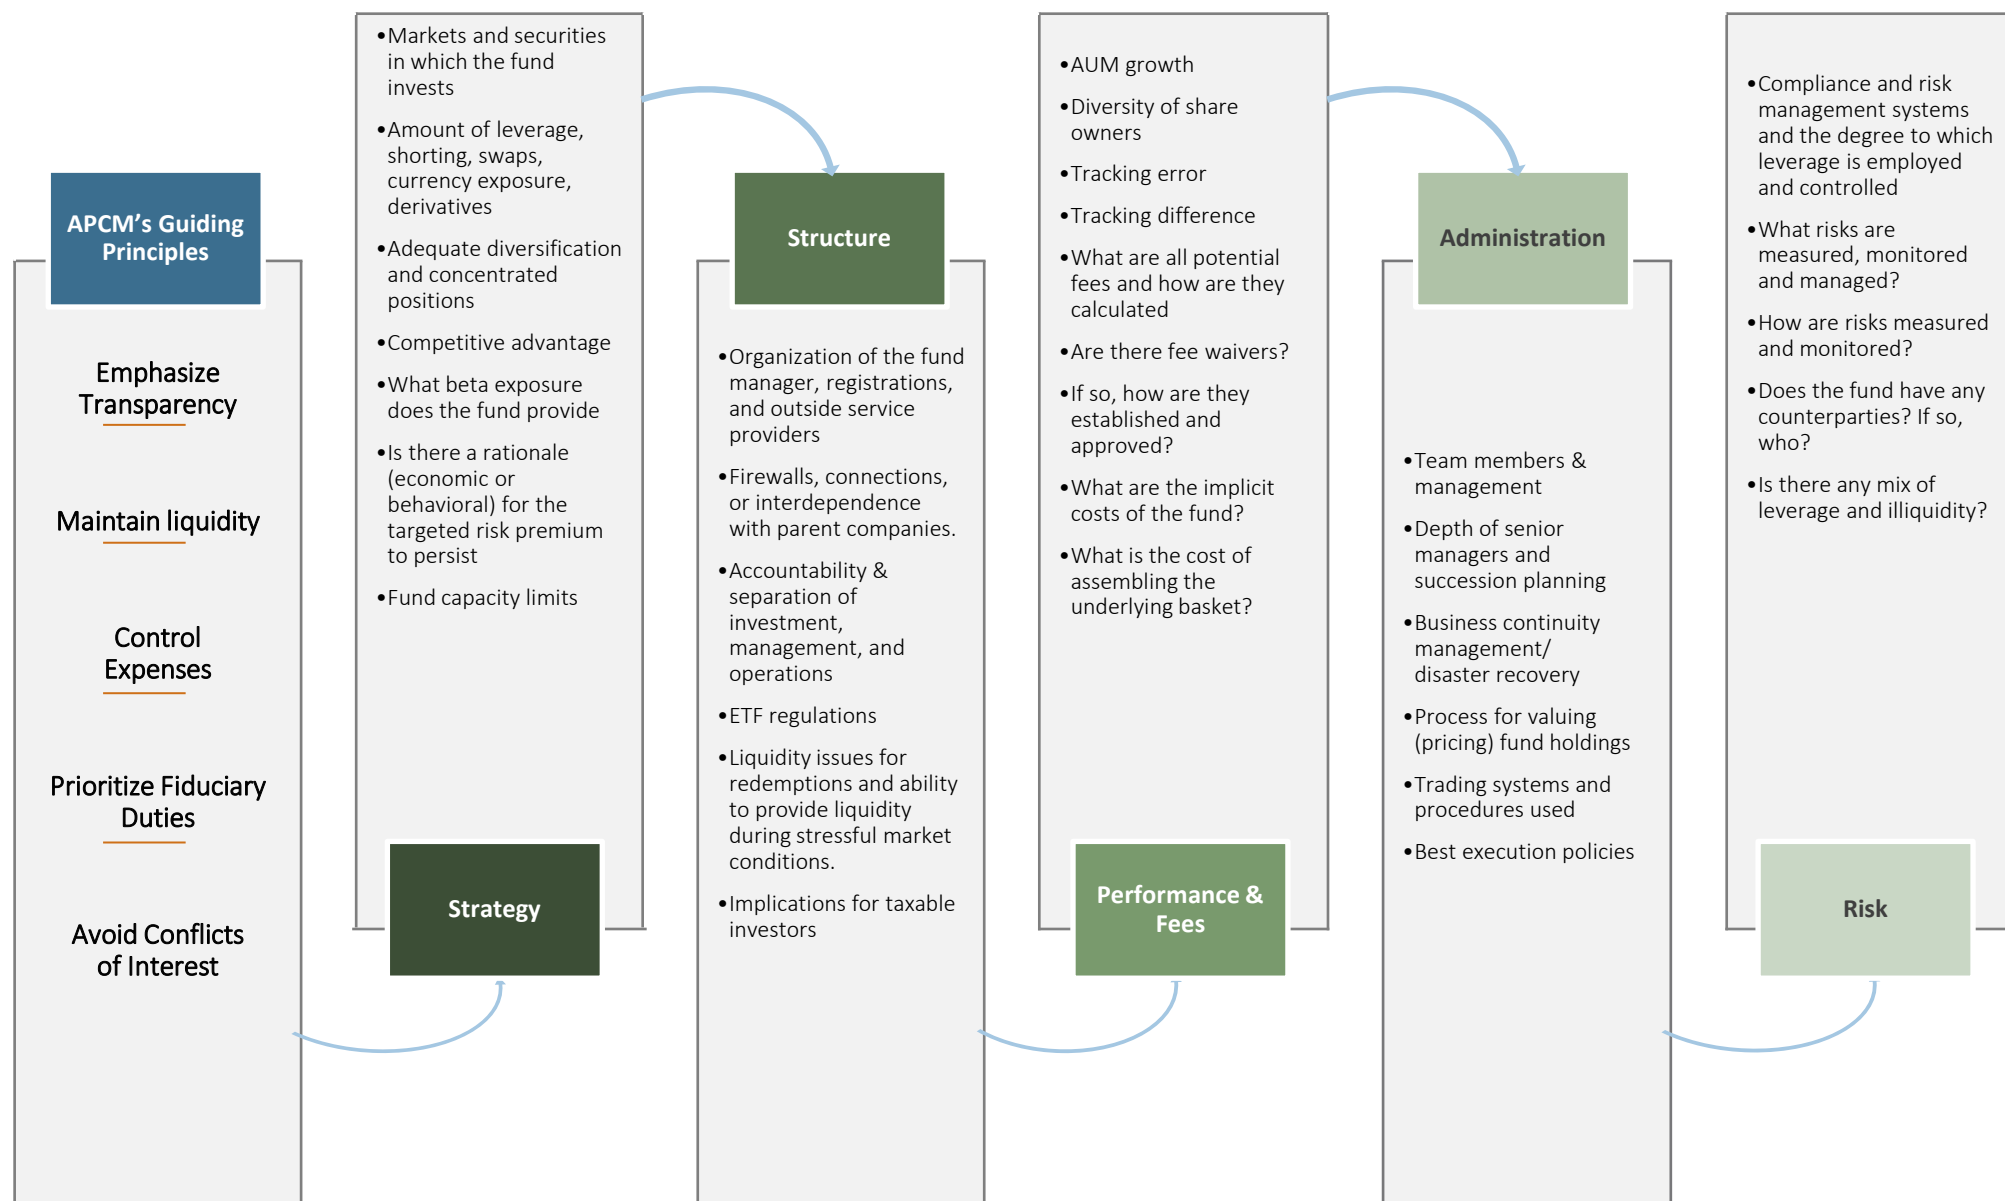 APCM’s Guiding
Principles
Emphasize
Transparency
Maintain liquidity
Control
Expenses
Prioritize Fiduciary
Duties
Avoid Conflicts
of Interest
•Markets and securities
in which the fund
invests
•Amount of leverage,
shorting, swaps,
currency exposure,
derivatives
•Adequate diversification
and concentrated
positions
•Competitive advantage
•What beta exposure
does the fund provide
•Is there a rationale
(economic or
behavioral) for the
targeted risk premium
to persist
•Fund capacity limits
Strategy
Structure
•Organization of the fund
manager, registrations,
and outside service
providers
•Firewalls, connections,
or interdependence
with parent companies.
•Accountability &
separation of
investment,
management, and
operations
•ETF regulations
•Liquidity issues for
redemptions and ability
to provide liquidity
during stressful market
conditions.
•Implications for taxable
investors
•AUM growth
•Diversity of share
owners
•Tracking error
•Tracking difference
•What are all potential
fees and how are they
calculated
•Are there fee waivers?
•If so, how are they
established and
approved?
•What are the implicit
costs of the fund?
•What is the cost of
assembling the
underlying basket?
Performance &
Fees
Administration
•Team members &
management
•Depth of senior
managers and
succession planning
•Business continuity
management/
disaster recovery
•Process for valuing
(pricing) fund holdings
•Trading systems and
procedures used
•Best execution policies
•Compliance and risk
management systems
and the degree to which
leverage is employed
and controlled
•What risks are
measured, monitored
and managed?
•How are risks measured
and monitored?
•Does the fund have any
counterparties? If so,
who?
•Is there any mix of
leverage and illiquidity?
Risk